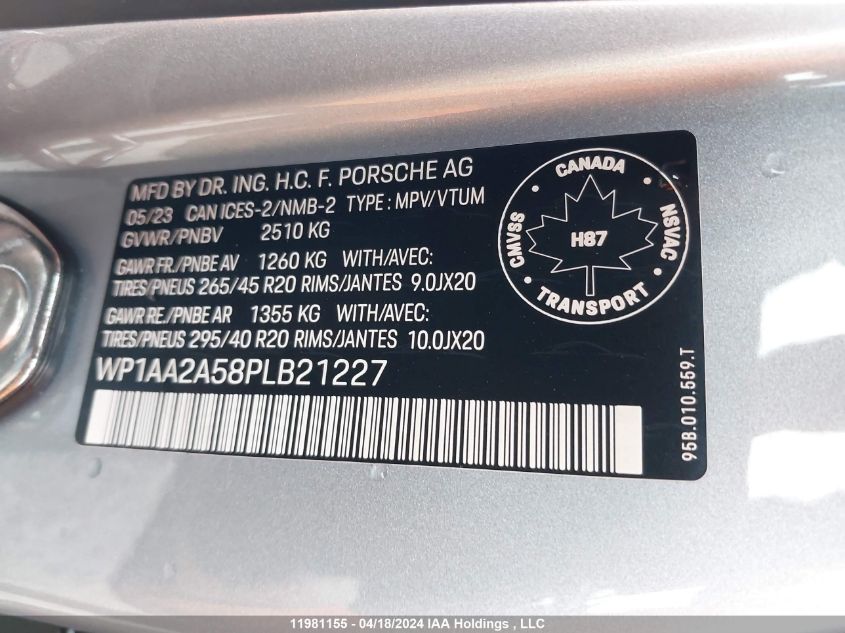 MFD BY DR. ING. H.C. F. PORSCHE AG
05/23 CAN ICES-2/NMB-2 TYPE : MPV/VTUM
GVWR/PNBV 2510 KG
GAWR FR./PNBE AV 1260 KG WITH/AVEC:
TIRES/PNEUS 265/45 R20 RIMS/JANTES 9.0JX20
GAWR RE./PNBE AR 1355 KG WITH/AVEC:
TIRES/PNEUS 295/40 R20 RIMS/JANTES 10.0JX20
WP1AA2A58PLB21227
CANADA
CMVSS
H87
NSVAC
TRANSPORT
95B.010.559.T
11981155 - 04/18/2024 IAA Holdings , LLC